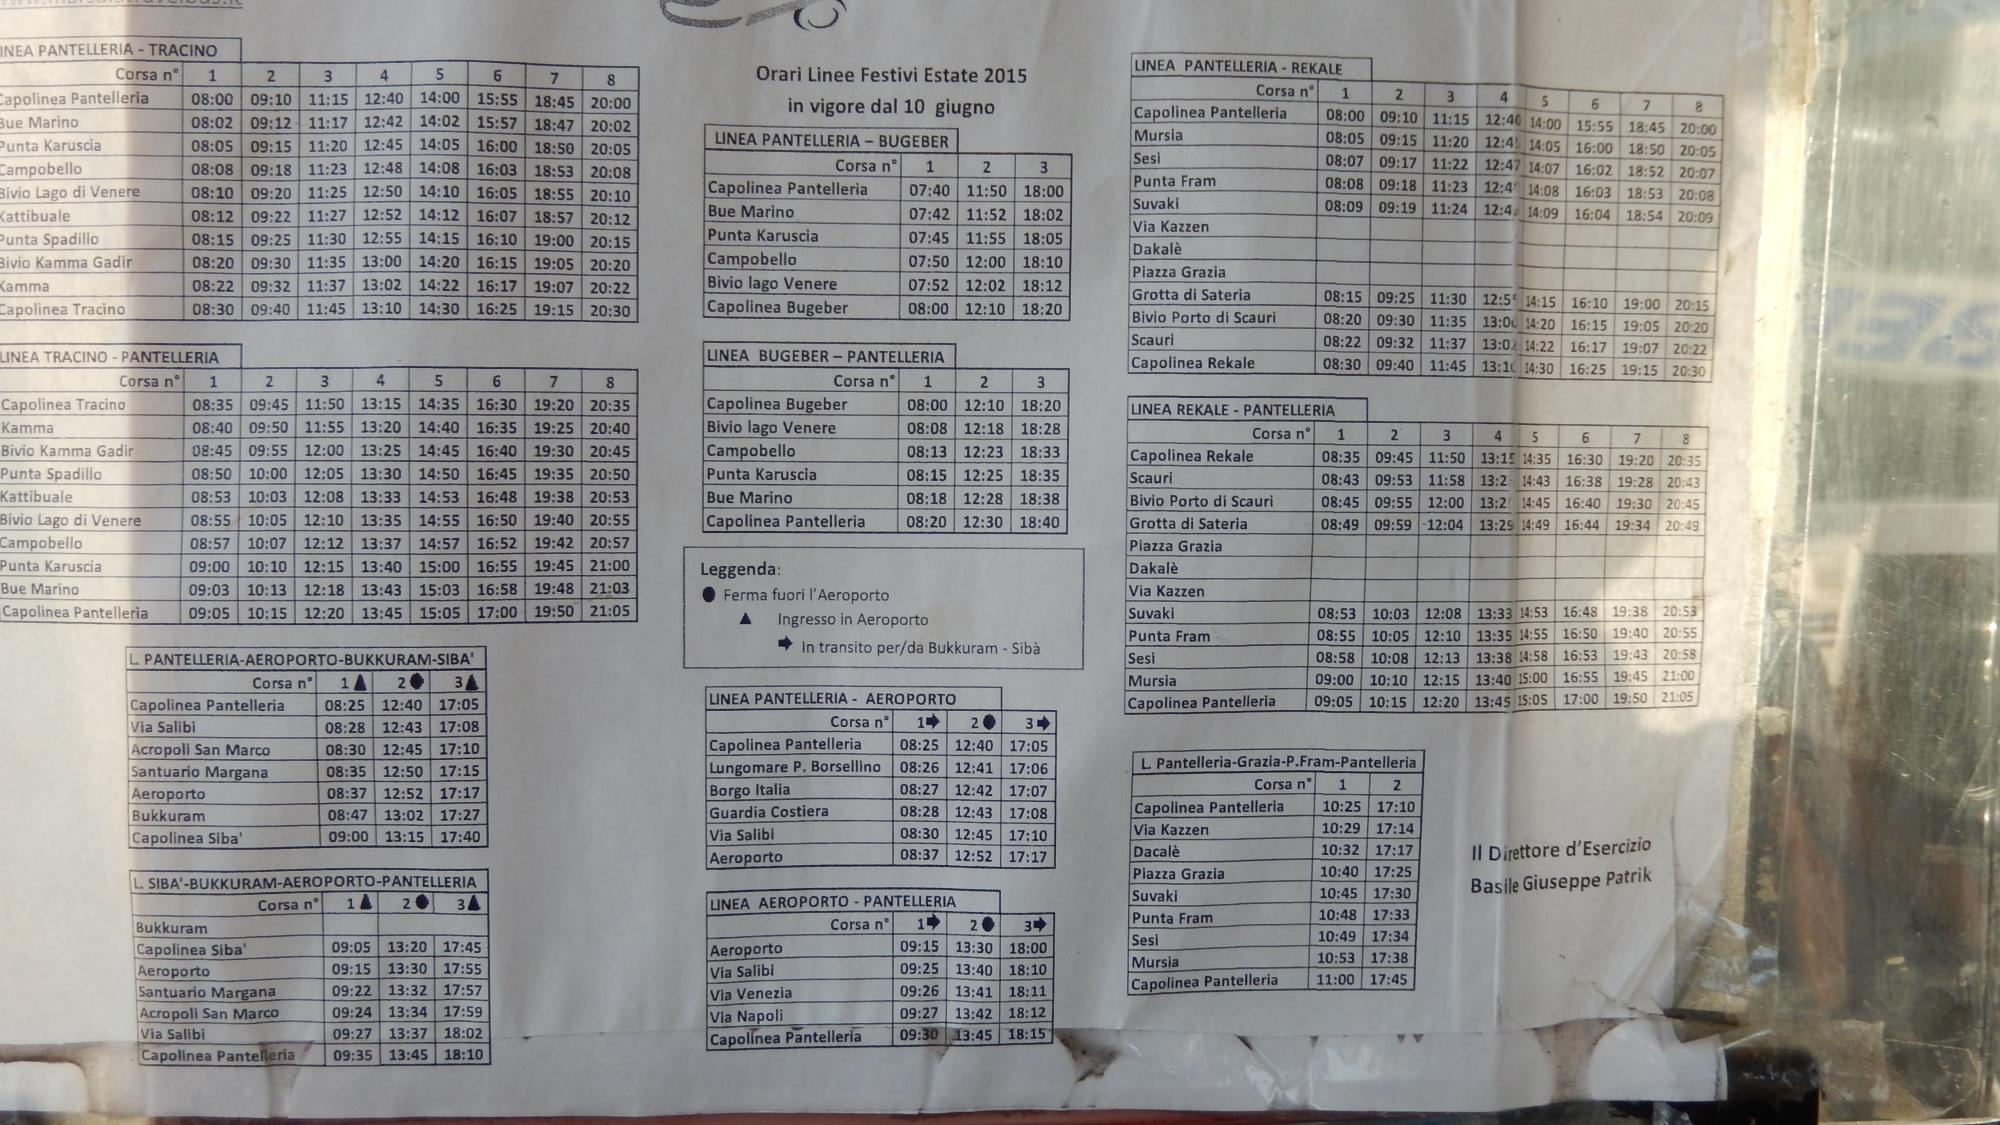 LINEA PANTELLERIA - TRACINO
Corsa n° 1 2 3 4 5 6 7 8
Capolinea Pantelleria 08:00 09:10 11:15 12:40 14:00 15:55 18:45 20:00
Bue Marino 08:02 09:12 11:17 12:42 14:02 15:57 18:47 20:02
Punta Karuscia 08:05 09:15 11:20 12:45 14:05 16:00 18:50 20:05
Campobello 08:08 09:18 11:23 12:48 14:08 16:03 18:53 20:08
Bivio Lago di Venere 08:10 09:20 11:25 12:50 14:10 16:05 18:55 20:10
Kattibuale 08:12 09:22 11:27 12:52 14:12 16:07 18:57 20:12
Punta Spadillo 08:15 09:25 11:30 12:55 14:15 16:10 19:00 20:15
Bivio Kamma Gadir 08:20 09:30 11:35 13:00 14:20 16:15 19:05 20:20
Kamma 08:22 09:32 11:37 13:02 14:22 16:17 19:07 20:22
Capolinea Tracino 08:30 09:40 11:45 13:10 14:30 16:25 19:15 20:30
LINEA TRACINO - PANTELLERIA
Corsa n° 1 2 3 4 5 6 7 8
Capolinea Tracino 08:35 09:45 11:50 13:15 14:35 16:30 19:20 20:35
Kamma 08:40 09:50 11:55 13:20 14:40 16:35 19:25 20:40
Bivio Kamma Gadir 08:45 09:55 12:00 13:25 14:45 16:40 19:30 20:45
Punta Spadillo 08:50 10:00 12:05 13:30 14:50 16:45 19:35 20:50
Kattibuale 08:53 10:03 12:08 13:33 14:53 16:48 19:38 20:53
Bivio Lago di Venere 08:55 10:05 12:10 13:35 14:55 16:50 19:40 20:55
Campobello 08:57 10:07 12:12 13:37 14:57 16:52 19:42 20:57
Punta Karuscia 09:00 10:10 12:15 13:40 15:00 16:55 19:45 21:00
Bue Marino 09:03 10:13 12:18 13:43 15:03 16:58 19:48 21:03
Capolinea Pantelleria 09:05 10:15 12:20 13:45 15:05 17:00 19:50 21:05
L. PANTELLERIA-AEROPORTO-BUKKURAM-SIBA'
Corsa n° 1▲ 2● 3▲
Capolinea Pantelleria 08:25 12:40 17:05
Via Salibi 08:28 12:43 17:08
Acropoli San Marco 08:30 12:45 17:10
Santuario Margana 08:35 12:50 17:15
Aeroporto 08:37 12:52 17:17
Bukkuram 08:47 13:02 17:27
Capolinea Siba' 09:00 13:15 17:40
L. SIBA'-BUKKURAM-AEROPORTO-PANTELLERIA
Corsa n° 1▲ 2● 3▲
Bukkuram
Capolinea Siba' 09:05 13:20 17:45
Aeroporto 09:15 13:30 17:55
Santuario Margana 09:22 13:32 17:57
Acropoli San Marco 09:24 13:34 17:59
Via Salibi 09:27 13:37 18:02
Capolinea Pantelleria 09:35 13:45 18:10
Orari Linee Festivi Estate 2015
in vigore dal 10 giugno
LINEA PANTELLERIA – BUGEBER
Corsa n° 1 2 3
Capolinea Pantelleria 07:40 11:50 18:00
Bue Marino 07:42 11:52 18:02
Punta Karuscia 07:45 11:55 18:05
Campobello 07:50 12:00 18:10
Bivio lago Venere 07:52 12:02 18:12
Capolinea Bugeber 08:00 12:10 18:20
LINEA BUGEBER – PANTELLERIA
Corsa n° 1 2 3
Capolinea Bugeber 08:00 12:10 18:20
Bivio lago Venere 08:08 12:18 18:28
Campobello 08:13 12:23 18:33
Punta Karuscia 08:15 12:25 18:35
Bue Marino 08:18 12:28 18:38
Capolinea Pantelleria 08:20 12:30 18:40
Leggenda:
● Ferma fuori l'Aeroporto
▲ Ingresso in Aeroporto
➡ In transito per/da Bukkuram - Sibà
LINEA PANTELLERIA - AEROPORTO
Corsa n° 1➡ 2● 3➡
Capolinea Pantelleria 08:25 12:40 17:05
Lungomare P. Borsellino 08:26 12:41 17:06
Borgo Italia 08:27 12:42 17:07
Guardia Costiera 08:28 12:43 17:08
Via Salibi 08:30 12:45 17:10
Aeroporto 08:37 12:52 17:17
LINEA AEROPORTO - PANTELLERIA
Corsa n° 1➡ 2● 3➡
Aeroporto 09:15 13:30 18:00
Via Salibi 09:25 13:40 18:10
Via Venezia 09:26 13:41 18:11
Via Napoli 09:27 13:42 18:12
Capolinea Pantelleria 09:30 13:45 18:15
LINEA PANTELLERIA - REKALE
Corsa n° 1 2 3 4 5 6 7 8
Capolinea Pantelleria 08:00 09:10 11:15 12:40 14:00 15:55 18:45 20:00
Mursia 08:05 09:15 11:20 12:4 14:05 16:00 18:50 20:05
Sesi 08:07 09:17 11:22 12:47 14:07 16:02 18:52 20:07
Punta Fram 08:08 09:18 11:23 12:4 14:08 16:03 18:53 20:08
Suvaki 08:09 09:19 11:24 12:4 14:09 16:04 18:54 20:09
Via Kazzen
Dakalè
Piazza Grazia
Grotta di Sateria 08:15 09:25 11:30 12:5 14:15 16:10 19:00 20:15
Bivio Porto di Scauri 08:20 09:30 11:35 13:00 14:20 16:15 19:05 20:20
Scauri 08:22 09:32 11:37 13:02 14:22 16:17 19:07 20:22
Capolinea Rekale 08:30 09:40 11:45 13:10 14:30 16:25 19:15 20:30
LINEA REKALE - PANTELLERIA
Corsa n° 1 2 3 4 5 6 7 8
Capolinea Rekale 08:35 09:45 11:50 13:15 14:35 16:30 19:20 20:35
Scauri 08:43 09:53 11:58 13:2 14:43 16:38 19:28 20:43
Bivio Porto di Scauri 08:45 09:55 12:00 13:2 14:45 16:40 19:30 20:45
Grotta di Sateria 08:49 09:59 12:04 13:29 14:49 16:44 19:34 20:49
Piazza Grazia
Dakalè
Via Kazzen
Suvaki 08:53 10:03 12:08 13:33 14:53 16:48 19:38 20:53
Punta Fram 08:55 10:05 12:10 13:35 14:55 16:50 19:40 20:55
Sesi 08:58 10:08 12:13 13:38 14:58 16:53 19:43 20:58
Mursia 09:00 10:10 12:15 13:40 15:00 16:55 19:45 21:00
Capolinea Pantelleria 09:05 10:15 12:20 13:45 15:05 17:00 19:50 21:05
L. Pantelleria-Grazia-P.Fram-Pantelleria
Corsa n° 1 2
Capolinea Pantelleria 10:25 17:10
Via Kazzen 10:29 17:14
Dacalè 10:32 17:17
Piazza Grazia 10:40 17:25
Suvaki 10:45 17:30
Punta Fram 10:48 17:33
Sesi 10:49 17:34
Mursia 10:53 17:38
Capolinea Pantelleria 11:00 17:45
Il Direttore d'Esercizio
Basile Giuseppe Patrik